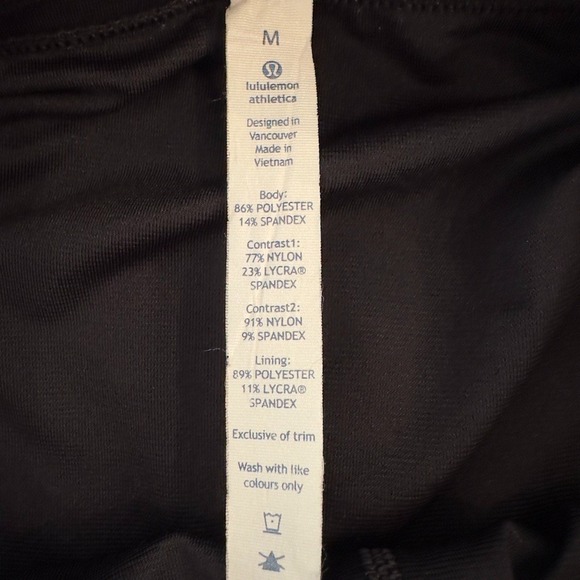 M
lululemon
athletica
Designed in
Vancouver
Made in
Vietnam
Body:
86% POLYESTER
14% SPANDEX
Contrast1:
77% NYLON
23% LYCRA®
SPANDEX
Contrast2:
91% NYLON
9% SPANDEX
Lining:
89% POLYESTER
11% LYCRA®
SPANDEX
Exclusive of trim
Wash with like
colours only